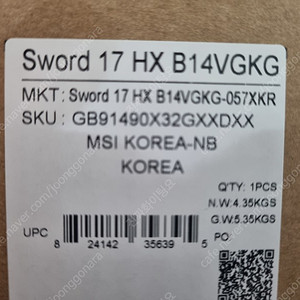 Sword 17 HX B14VGKG
MKT : Sword 17 HX B14VGKG-057XKR
SKU : GB91490X32GXXDXX
MSI KOREA-NB
KOREA
Q'TY: 1PCS
N.W:4.35KGS
G.W:5.35KGS
UPC
PO:
8 24142 35639 5